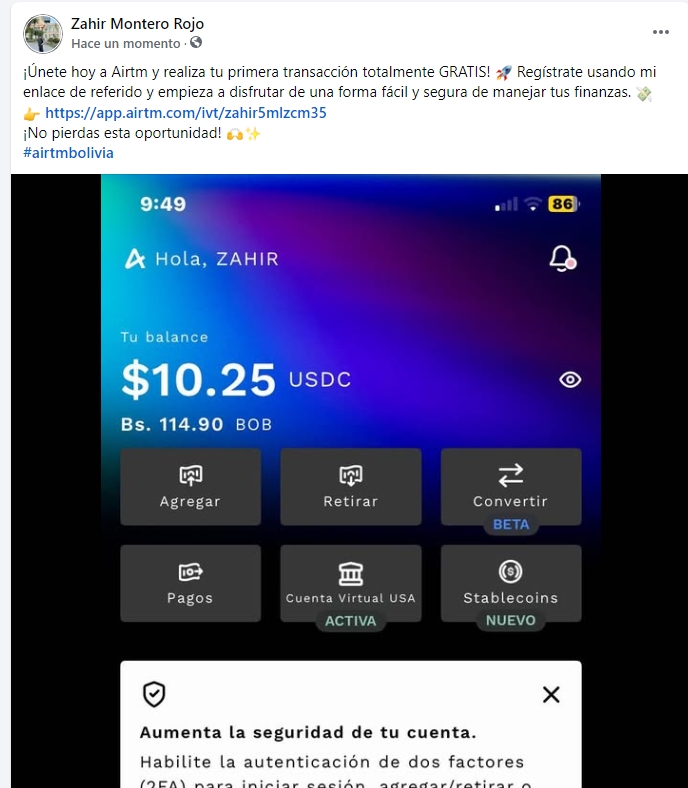 Zahir Montero Rojo
Hace un momento ·
¡Únete hoy a Airtm y realiza tu primera transacción totalmente GRATIS! 🚀 Regístrate usando mi
enlace de referido y empieza a disfrutar de una forma fácil y segura de manejar tus finanzas. 💸
👉 https://app.airtm.com/ivt/zahir5mlzcm35
¡No pierdas esta oportunidad! 🙌✨
#airtmbolivia
9:49
86
Hola, ZAHIR
Tu balance
$10.25 USDC
Bs. 114.90 BOB
Agregar
Retirar
Convertir
BETA
Pagos
Cuenta Virtual USA
ACTIVA
Stablecoins
NUEVO
Aumenta la seguridad de tu cuenta.
Habilite la autenticación de dos factores
(2FA) para iniciar sesión, agregar/retirar o